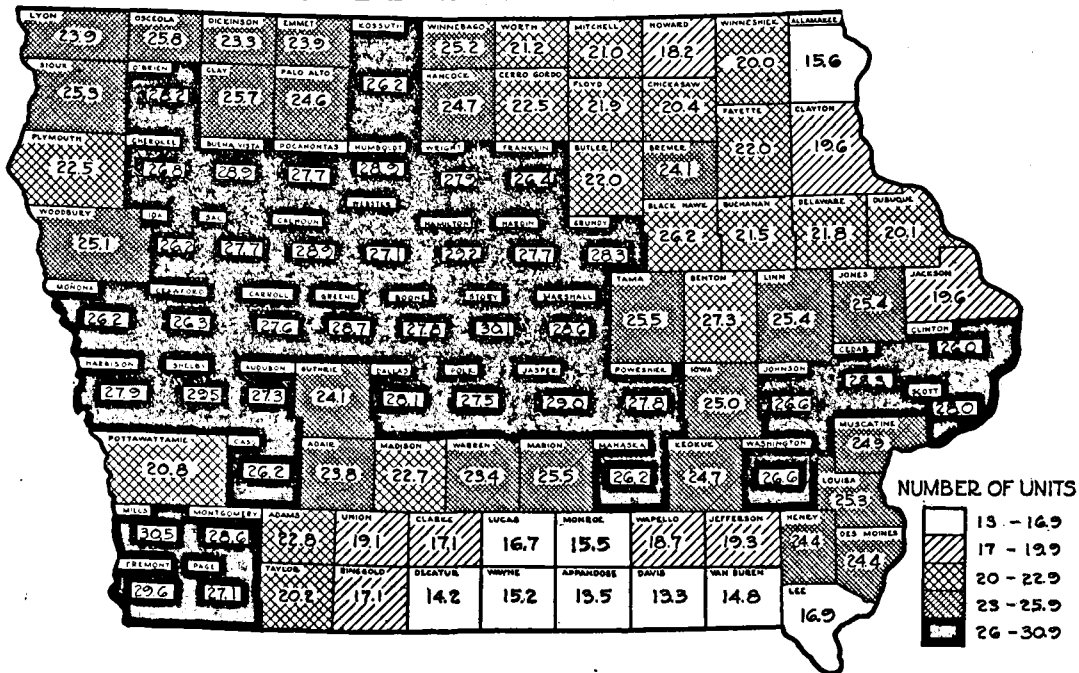 LYON OSCEOLA DICKINSON EMMET KOSSUTH WINNEBAGO WORTH MITCHELL HOWARD WINNESHIEK ALLAMAKEE
23.9 25.8 23.3 23.9 26.2 25.2 21.2 21.0 18.2 20.0 15.6
SIOUX O'BRIEN CLAY PALO ALTO HANCOCK CERRO GORDO FLOYD CHICKASAW FAYETTE CLAYTON
25.3 28.2 25.7 24.6 24.7 22.5 21.9 20.4 22.0 19.6
PLYMOUTH CHEROKEE BUENA VISTA POCAHONTAS HUMBOLDT WRIGHT FRANKLIN BUTLER BREMER
22.5 26.8 28.9 27.7 28.9 27.9 26.4 22.0 24.1
WEBSTER
WOODBURY IDA SAC CALHOUN HAMILTON HARDIN GRUNDY BLACK HAWK BUCHANAN DELAWARE DUBUQUE
25.1 26.2 27.7 28.9 27.1 29.2 27.7 28.3 26.2 21.5 21.8 20.1
MONONA CRAWFORD CARROLL GREENE BOONE STORY MARSHALL TAMA BENTON LINN JONES JACKSON
26.2 26.3 27.6 28.7 27.8 30.1 28.6 25.5 27.3 25.4 25.4 19.6
CLINTON
26.0
HARRISON SHELBY AUDUBON GUTHRIE DALLAS POLK JASPER POWESHIEK IOWA JOHNSON CEDAR SCOTT
27.9 29.5 27.3 24.1 28.1 27.5 29.0 27.8 25.0 26.6 28.0
MUSCATINE
24.9
POTTAWATTAMIE CASS ADAIR MADISON WARREN MARION MAHASKA KEOKUK WASHINGTON LOUISA
20.8 26.2 23.8 22.7 23.4 25.5 26.2 24.7 26.6 25.3
MILLS MONTGOMERY ADAMS UNION CLARKE LUCAS MONROE WAPELLO JEFFERSON HENRY DES MOINES
30.5 28.6 22.8 19.1 17.1 16.7 15.5 18.7 19.3 24.4 24.4
FREMONT PAGE TAYLOR RINGGOLD DECATUR WAYNE APPANOOSE DAVIS VAN BUREN LEE
29.6 27.1 20.2 17.1 14.2 15.2 13.5 13.3 14.8 16.9
NUMBER OF UNITS
13 - 16.9
17 - 19.9
20 - 22.9
23 - 25.9
26 - 30.9